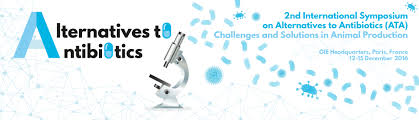 Alternatives to
Antibiotics
2nd International Symposium
on Alternatives to Antibiotics (ATA)
Challenges and Solutions in Animal Production
OIE Headquarters, Paris, France
12-15 December 2016